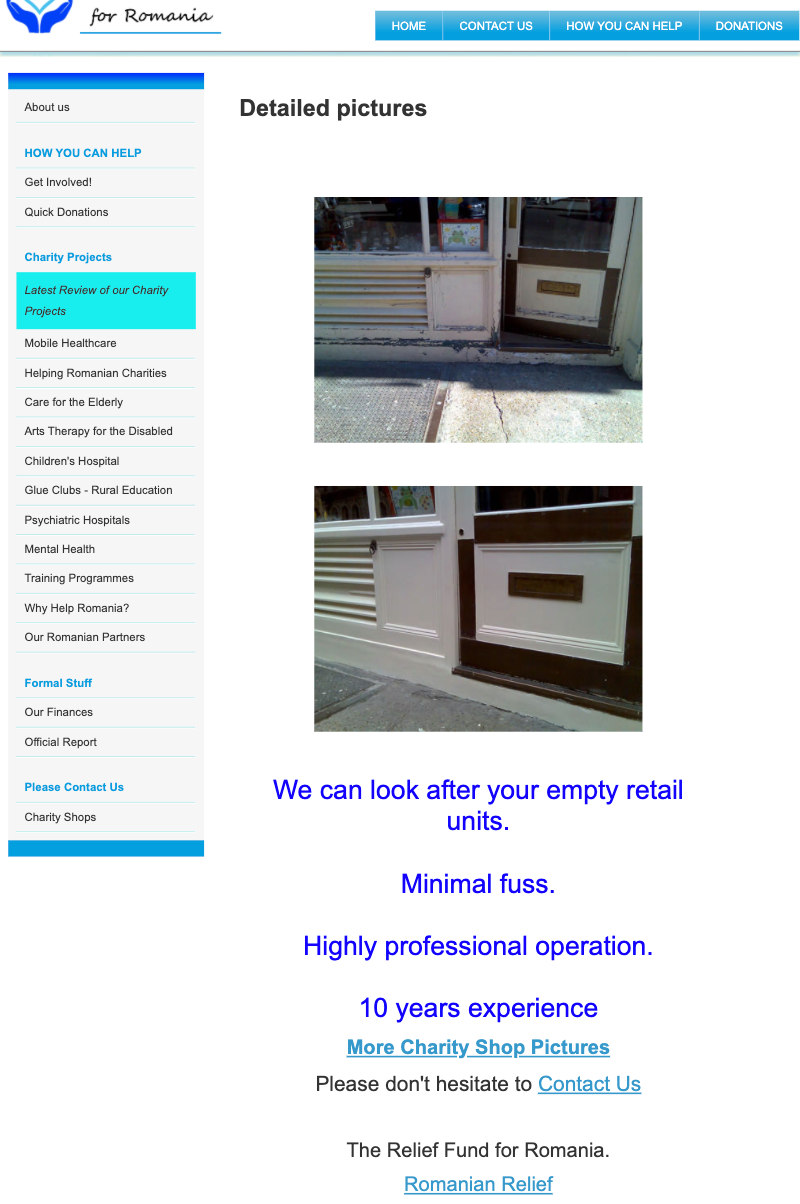 for Romania
HOME
CONTACT US
HOW YOU CAN HELP
DONATIONS
About us
HOW YOU CAN HELP
Get Involved!
Quick Donations
Charity Projects
Latest Review of our Charity
Projects
Mobile Healthcare
Helping Romanian Charities
Care for the Elderly
Arts Therapy for the Disabled
Children's Hospital
Glue Clubs - Rural Education
Psychiatric Hospitals
Mental Health
Training Programmes
Why Help Romania?
Our Romanian Partners
Formal Stuff
Our Finances
Official Report
Please Contact Us
Charity Shops
Detailed pictures
We can look after your empty retail
units.
Minimal fuss.
Highly professional operation.
10 years experience
More Charity Shop Pictures
Please don't hesitate to Contact Us
The Relief Fund for Romania.
Romanian Relief